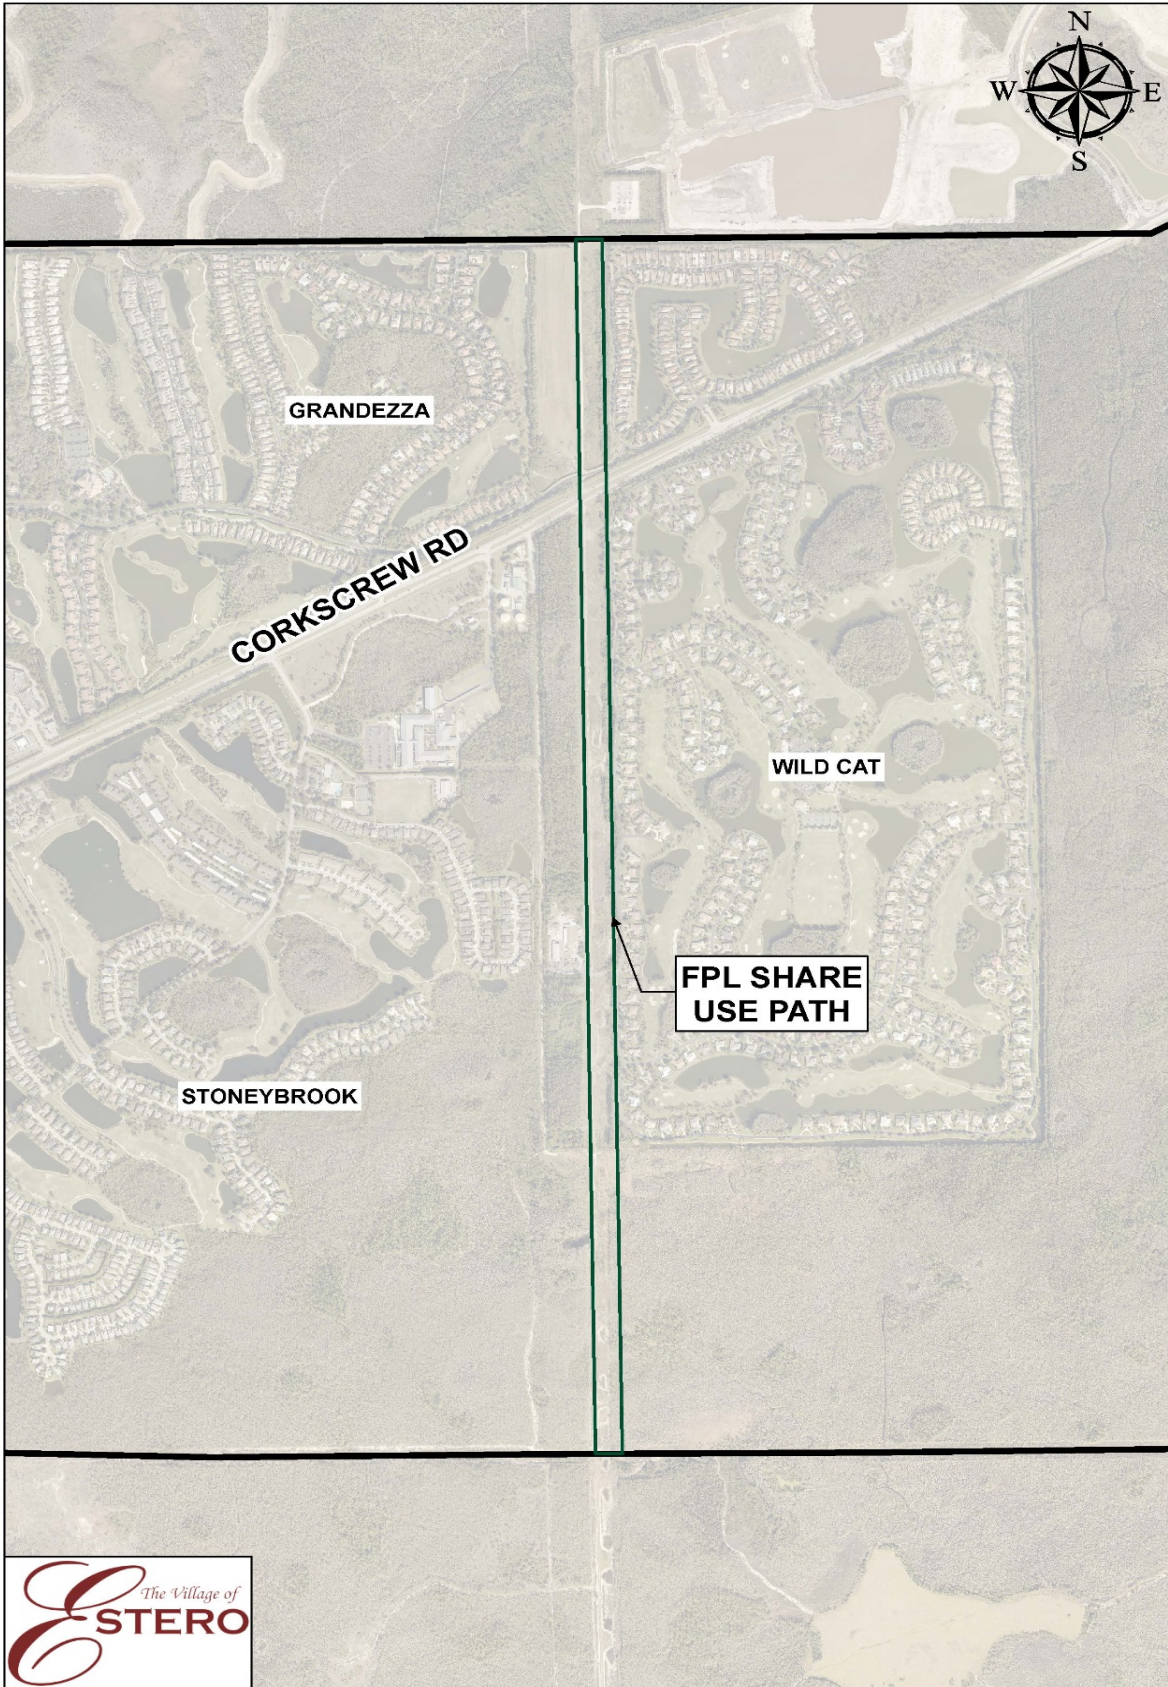 N
W
E
S
GRANDEZZA
CORKSCREW RD
WILD CAT
FPL SHARE
USE PATH
STONEYBROOK
The Village of
ESTERO